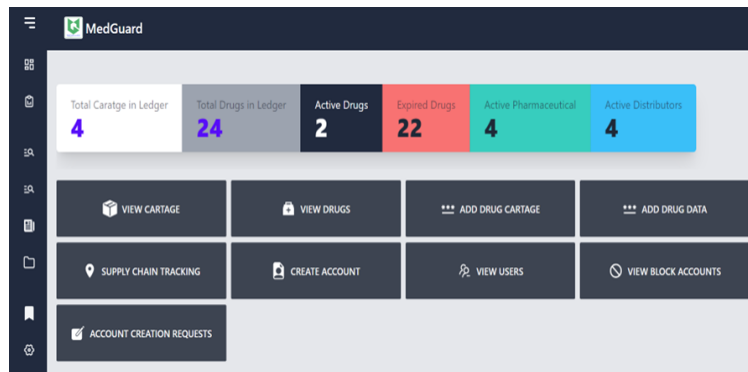 MedGuard
Total Caratge in Ledger
4
Total Drugs in Ledger
24
Active Drugs
2
Expired Drugs
22
Active Pharmaceutical
4
Active Distributors
4
VIEW CARTAGE
VIEW DRUGS
ADD DRUG CARTAGE
ADD DRUG DATA
SUPPLY CHAIN TRACKING
CREATE ACCOUNT
VIEW USERS
VIEW BLOCK ACCOUNTS
ACCOUNT CREATION REQUESTS